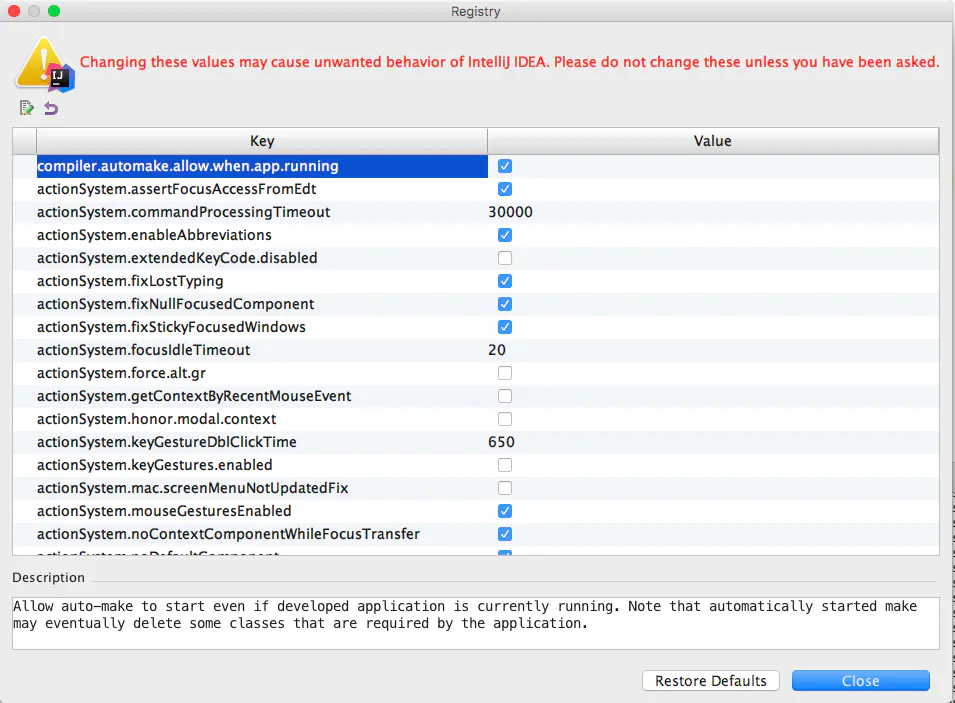 Registry
Changing these values may cause unwanted behavior of IntelliJ IDEA. Please do not change these unless you have been asked.
IJ
Key Value
compiler.automake.allow.when.app.running
actionSystem.assertFocusAccessFromEdt
actionSystem.commandProcessingTimeout 30000
actionSystem.enableAbbreviations
actionSystem.extendedKeyCode.disabled
actionSystem.fixLostTyping
actionSystem.fixNullFocusedComponent
actionSystem.fixStickyFocusedWindows
actionSystem.focusIdleTimeout 20
actionSystem.force.alt.gr
actionSystem.getContextByRecentMouseEvent
actionSystem.honor.modal.context
actionSystem.keyGestureDblClickTime 650
actionSystem.keyGestures.enabled
actionSystem.mac.screenMenuNotUpdatedFix
actionSystem.mouseGesturesEnabled
actionSystem.noContextComponentWhileFocusTransfer
actionSystem.noDefaultComponent
Description
Allow auto-make to start even if developed application is currently running. Note that automatically started make
may eventually delete some classes that are required by the application.
Restore Defaults Close